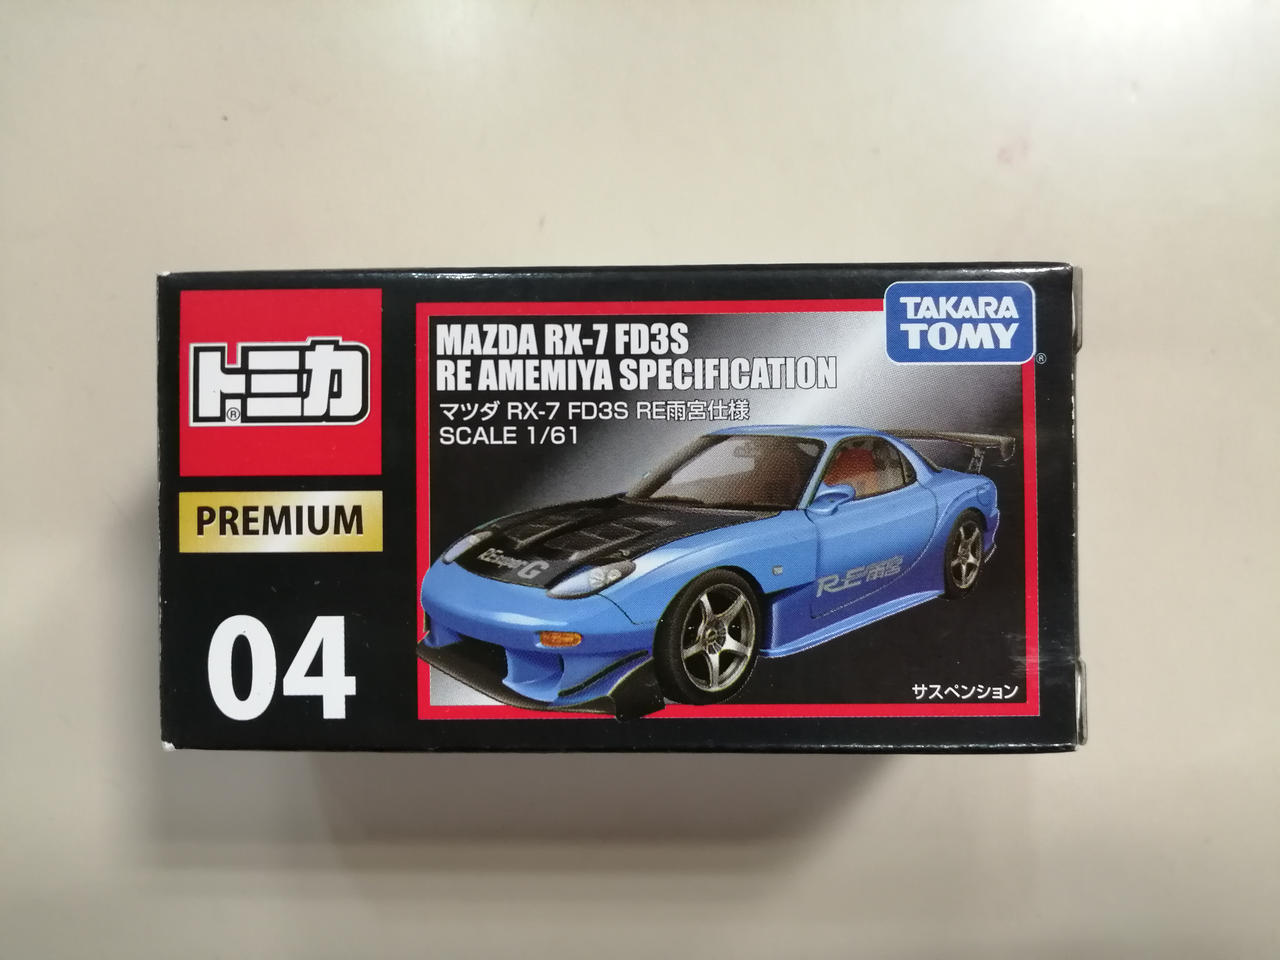 トミカ
®
PREMIUM
04
MAZDA RX-7 FD3S
RE AMEMIYA SPECIFICATION
マツダ RX-7 FD3S RE雨宮仕様
SCALE 1/61
TAKARA
TOMY
®
RE雨宮
サスペンション